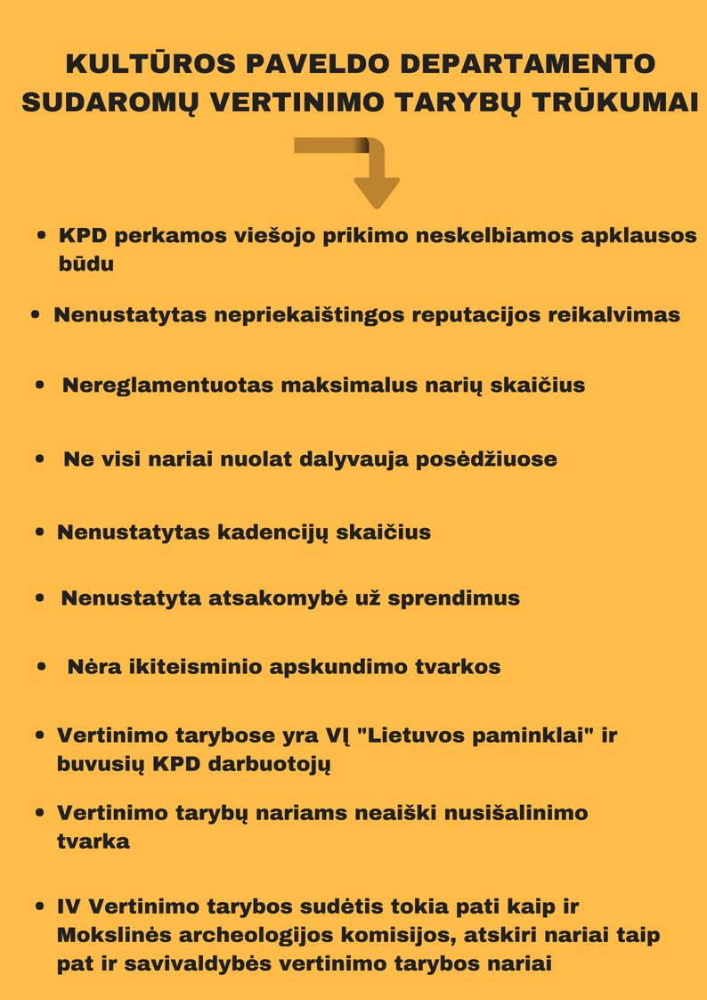 KULTŪROS PAVELDO DEPARTAMENTO
SUDAROMŲ VERTINIMO TARYBŲ TRŪKUMAI
• KPD perkamos viešojo prikimo neskelbiamos apklausos
būdu
• Nenustatytas nepriekaištingos reputacijos reikalvimas
• Nereglamentuotas maksimalus narių skaičius
• Ne visi nariai nuolat dalyvauja posėdžiuose
• Nenustatytas kadencijų skaičius
• Nenustatyta atsakomybė už sprendimus
• Nėra ikiteisminio apskundimo tvarkos
• Vertinimo tarybose yra VĮ "Lietuvos paminklai" ir
buvusių KPD darbuotojų
• Vertinimo tarybų nariams neaiški nusišalinimo
tvarka
• IV Vertinimo tarybos sudėtis tokia pati kaip ir
Mokslinės archeologijos komisijos, atskiri nariai taip
pat ir savivaldybės vertinimo tarybos nariai